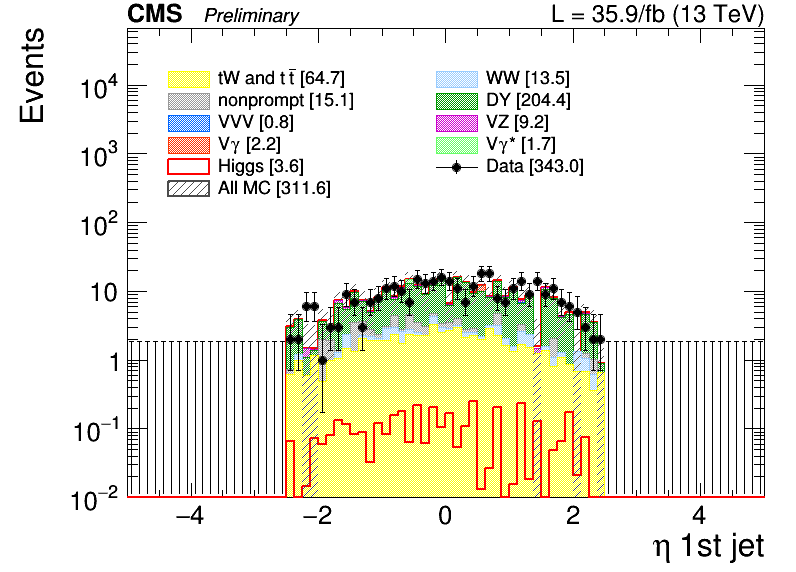 CMS Preliminary L = 35.9/fb (13 TeV)
Events
10⁴
10³
10²
10
1
10⁻¹
10⁻²
tW and t t̄ [64.7]
nonprompt [15.1]
VVV [0.8]
Vγ [2.2]
Higgs [3.6]
All MC [311.6]
WW [13.5]
DY [204.4]
VZ [9.2]
Vγ* [1.7]
Data [343.0]
−4 −2 0 2 4
η 1st jet